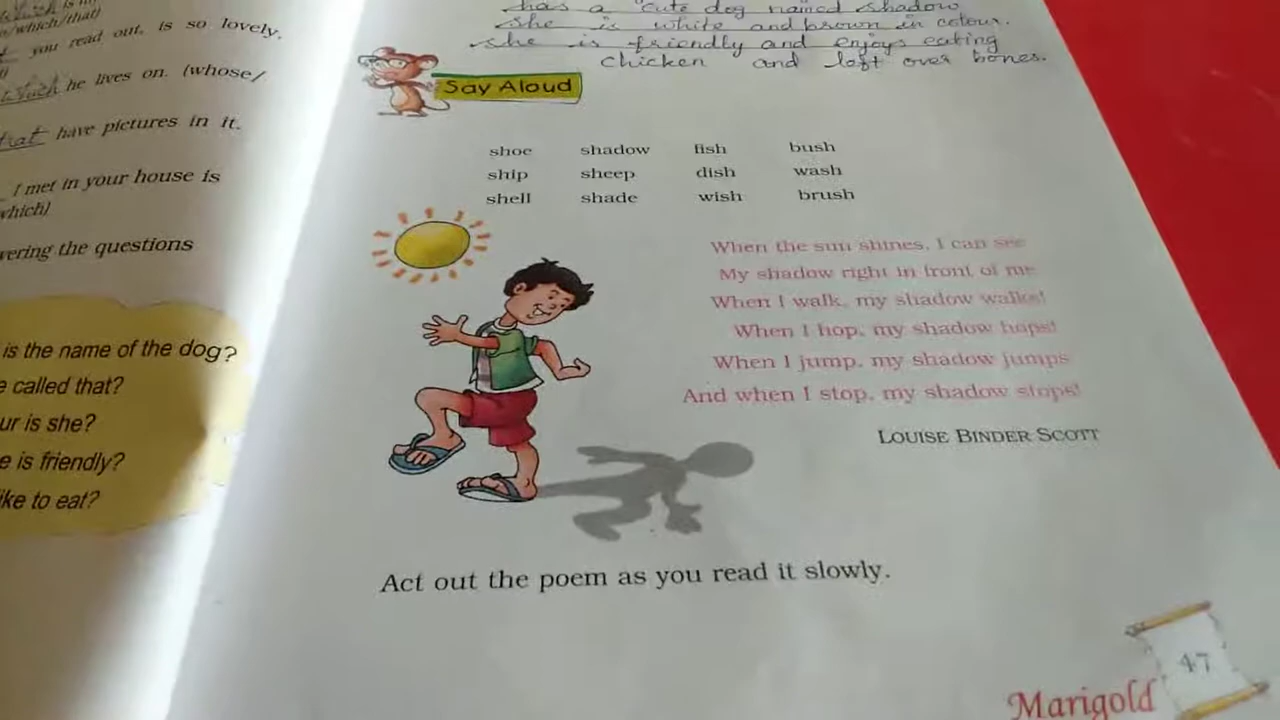 o/which/that)
you read out, is so lovely.
he lives on. (whose/
that have pictures in it.
I met in your house is
which)
vering the questions
is the name of the dog?
e called that?
ur is she?
e is friendly?
ike to eat?
has a cute dog named shadow
she is white and brown in colour.
she is friendly and enjoys eating
chicken and left over bones.
Say Aloud
shoe shadow fish bush
ship sheep dish wash
shell shade wish brush
When the sun shines, I can see
My shadow right in front of me
When I walk, my shadow walks!
When I hop, my shadow hops!
When I jump, my shadow jumps
And when I stop, my shadow stops!
LOUISE BINDER SCOTT
Act out the poem as you read it slowly.
Marigold
47